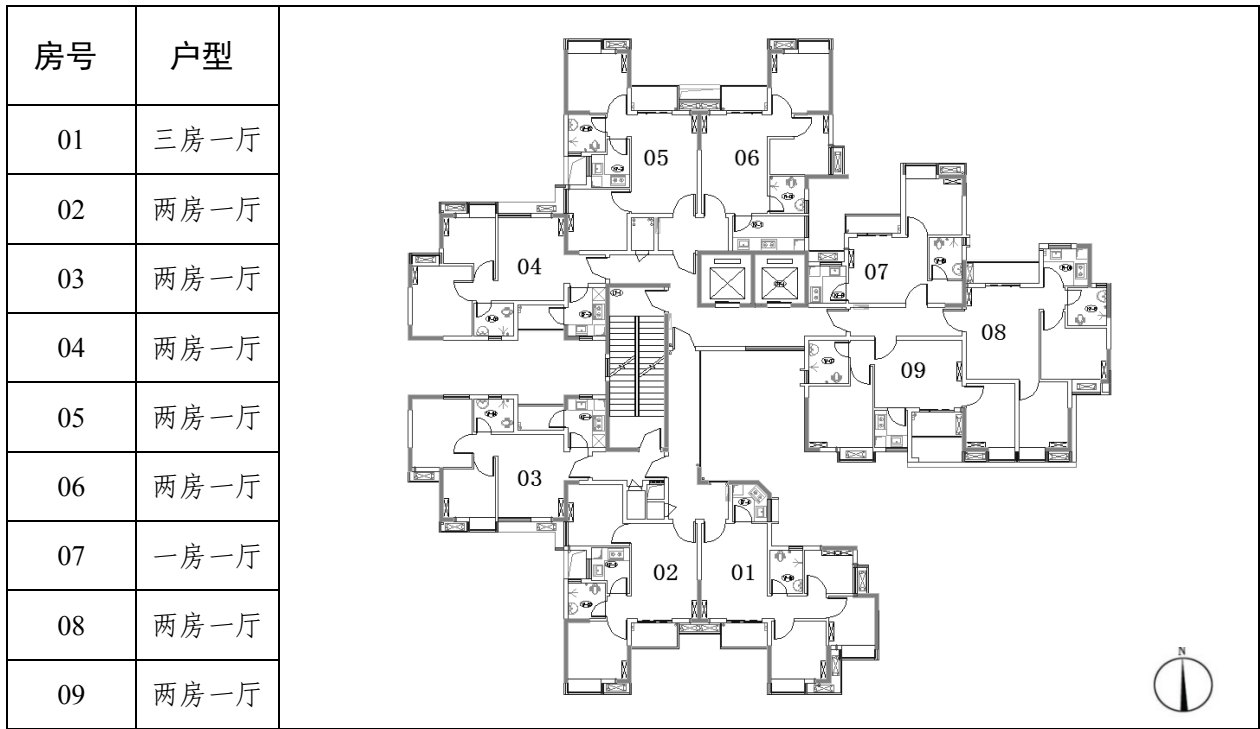 房号 户型
01 三房一厅
02 两房一厅
03 两房一厅
04 两房一厅
05 两房一厅
06 两房一厅
07 一房一厅
08 两房一厅
09 两房一厅
05 06
04 07
08
09
03
02 01
N